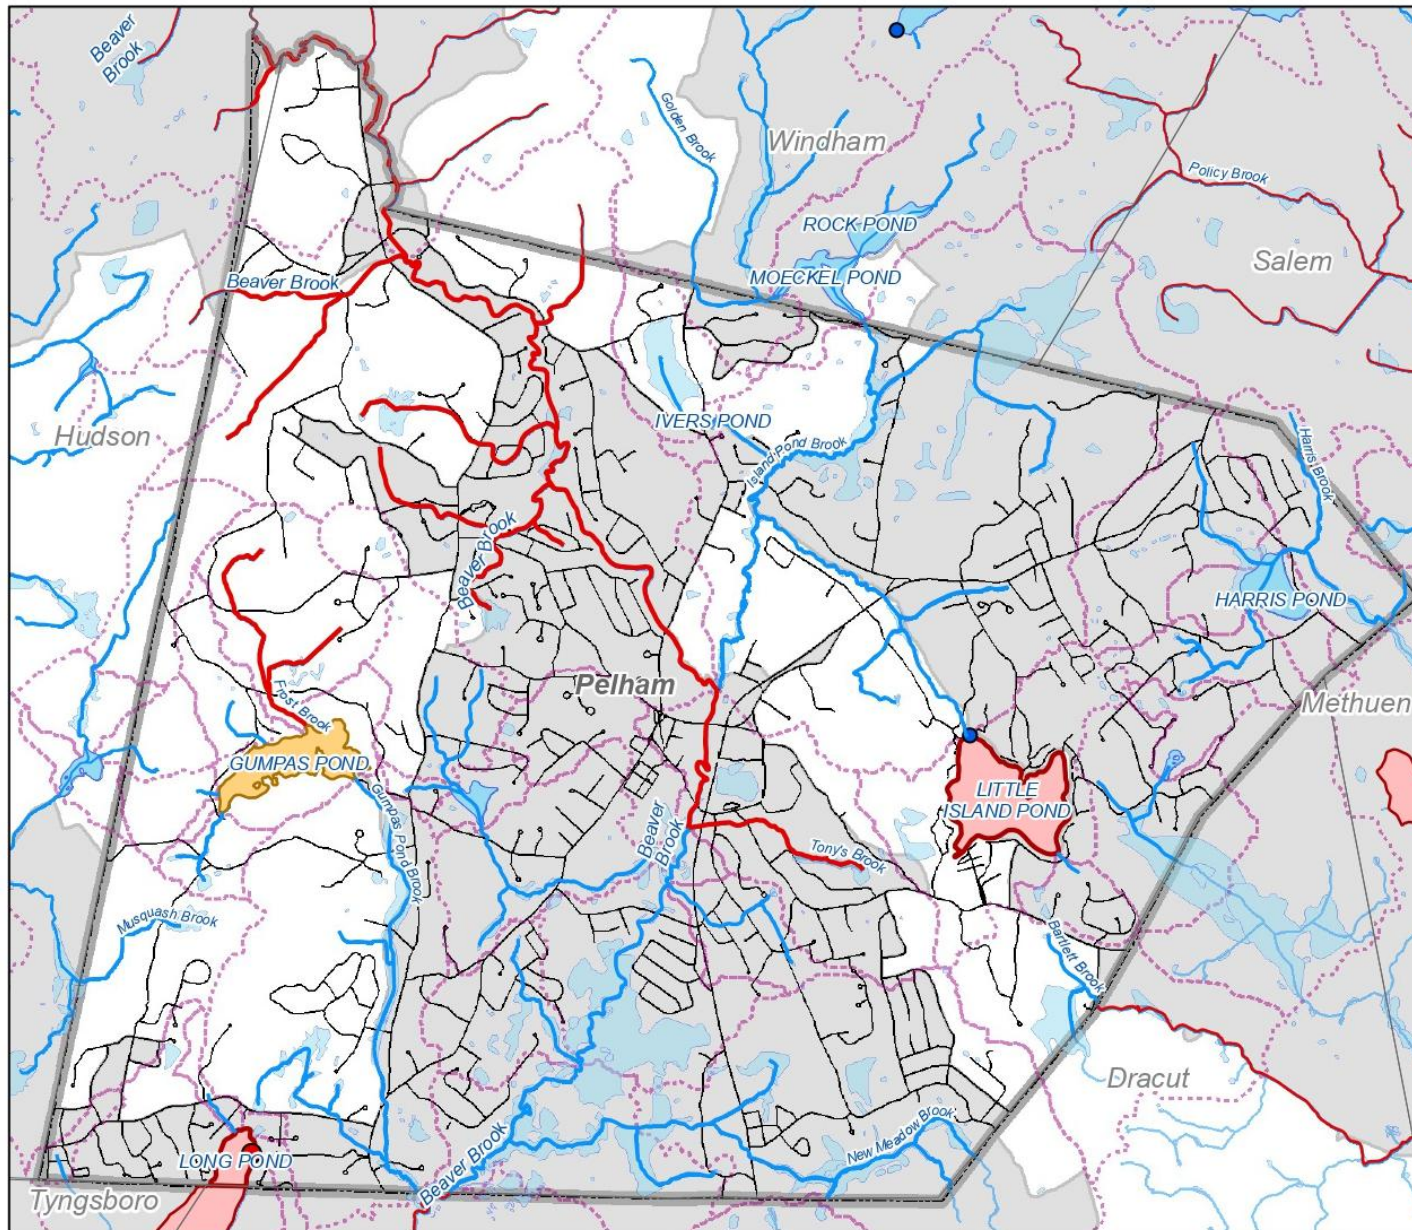 Beaver
Brook
Golden Brook
Windham
Policy Brook
ROCK POND
Salem
MOECKEL POND
Beaver Brook
IVERS POND
Hudson
Island Pond Brook
Harris Brook
Beaver Brook
HARRIS POND
Pelham
Frost Brook
Methuen
GUMPAS POND
LITTLE
ISLAND POND
Gumpas Pond Brook
Beaver
Brook
Tony's Brook
Musquash Brook
Bartlett Brook
Dracut
New Meadow Brook
LONG POND
Beaver Brook
Tyngsboro